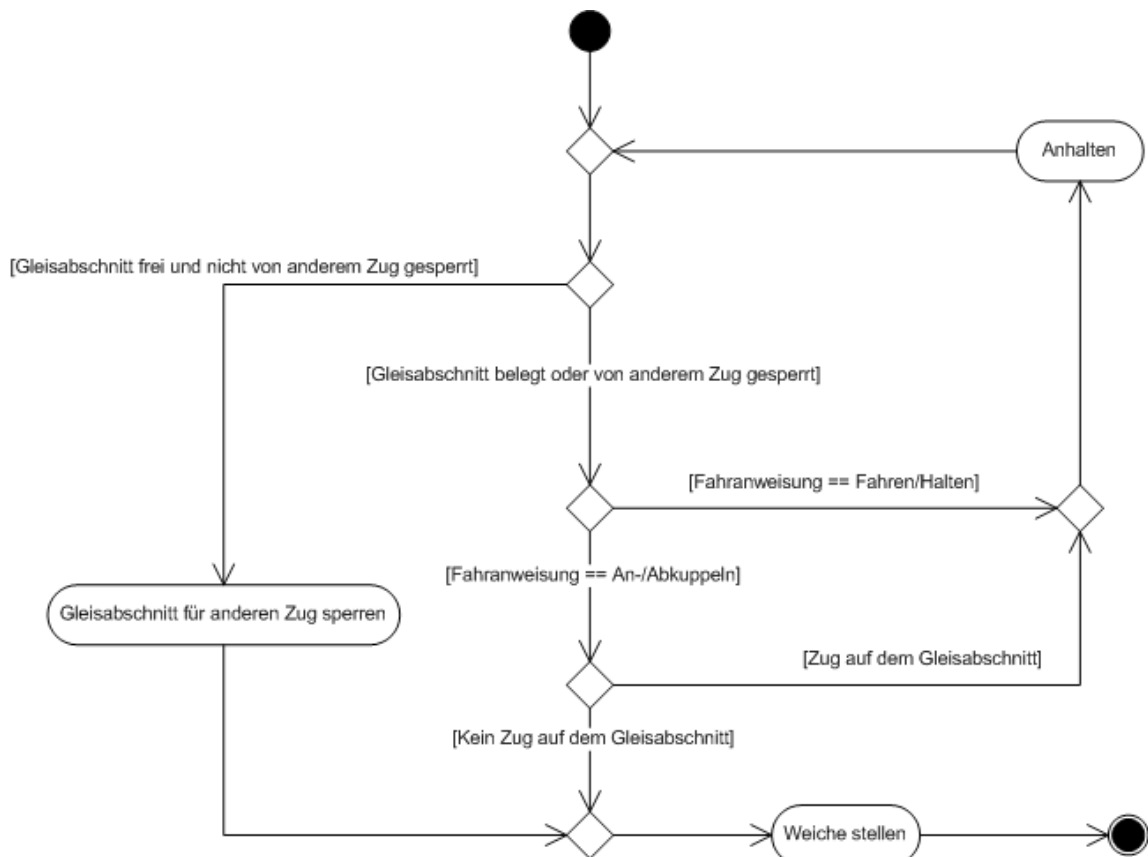 Anhalten
[Gleisabschnitt frei und nicht von anderem Zug gesperrt]
[Gleisabschnitt belegt oder von anderem Zug gesperrt]
[Fahranweisung == Fahren/Halten]
[Fahranweisung == An-/Abkuppeln]
Gleisabschnitt für anderen Zug sperren
[Zug auf dem Gleisabschnitt]
[Kein Zug auf dem Gleisabschnitt]
Weiche stellen